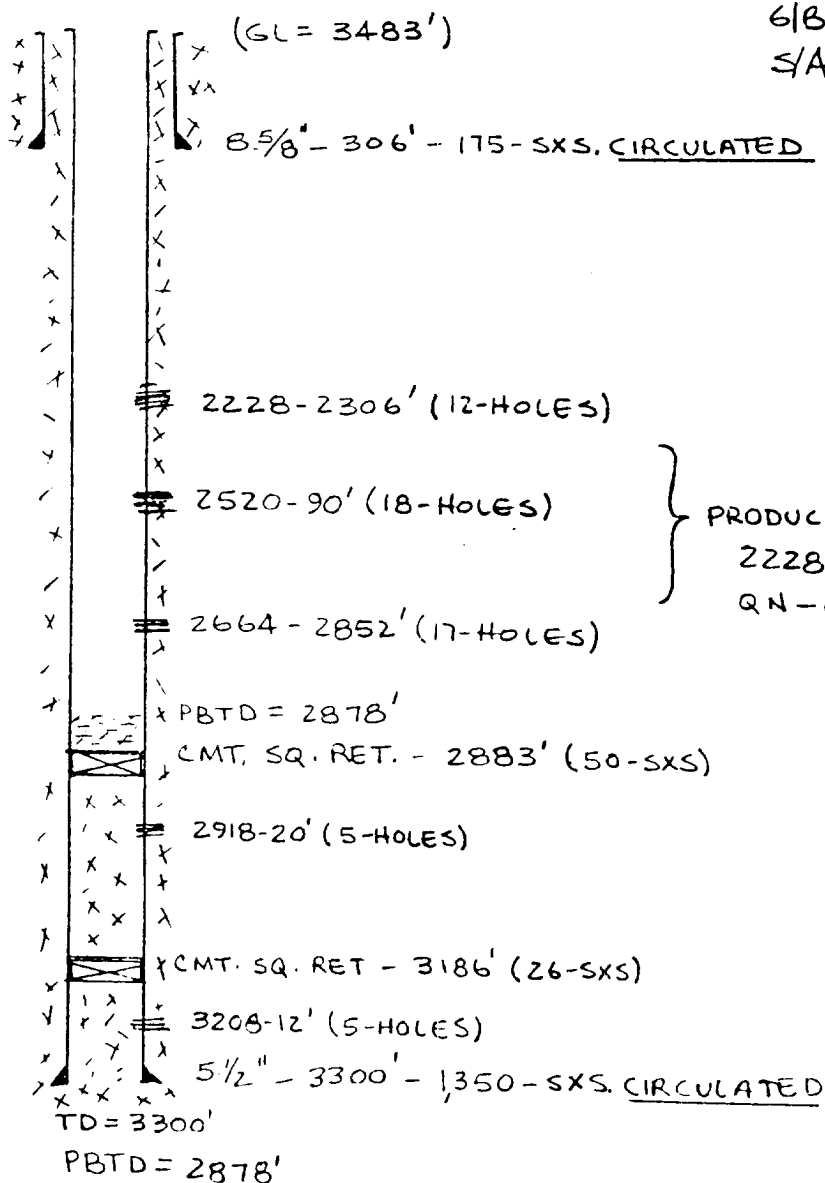 (GL = 3483')
6/B
S/A
8 5/8" - 306' - 175 - SXS. CIRCULATED
2228-2306' (12-HOLES)
2520-90' (18-HOLES)
PRODUC
2228
QN -
2664 - 2852' (17-HOLES)
PBTD = 2878'
CMT. SQ. RET. - 2883' (50-SXS)
2918-20' (5-HOLES)
CMT. SQ. RET - 3186' (26-SXS)
3208-12' (5-HOLES)
5 1/2" - 3300' - 1,350 - SXS. CIRCULATED
TD = 3300'
PBTD = 2878'